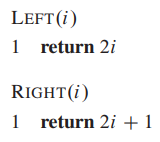 LEFT(i)
1 return 2i
RIGHT(i)
1 return 2i + 1